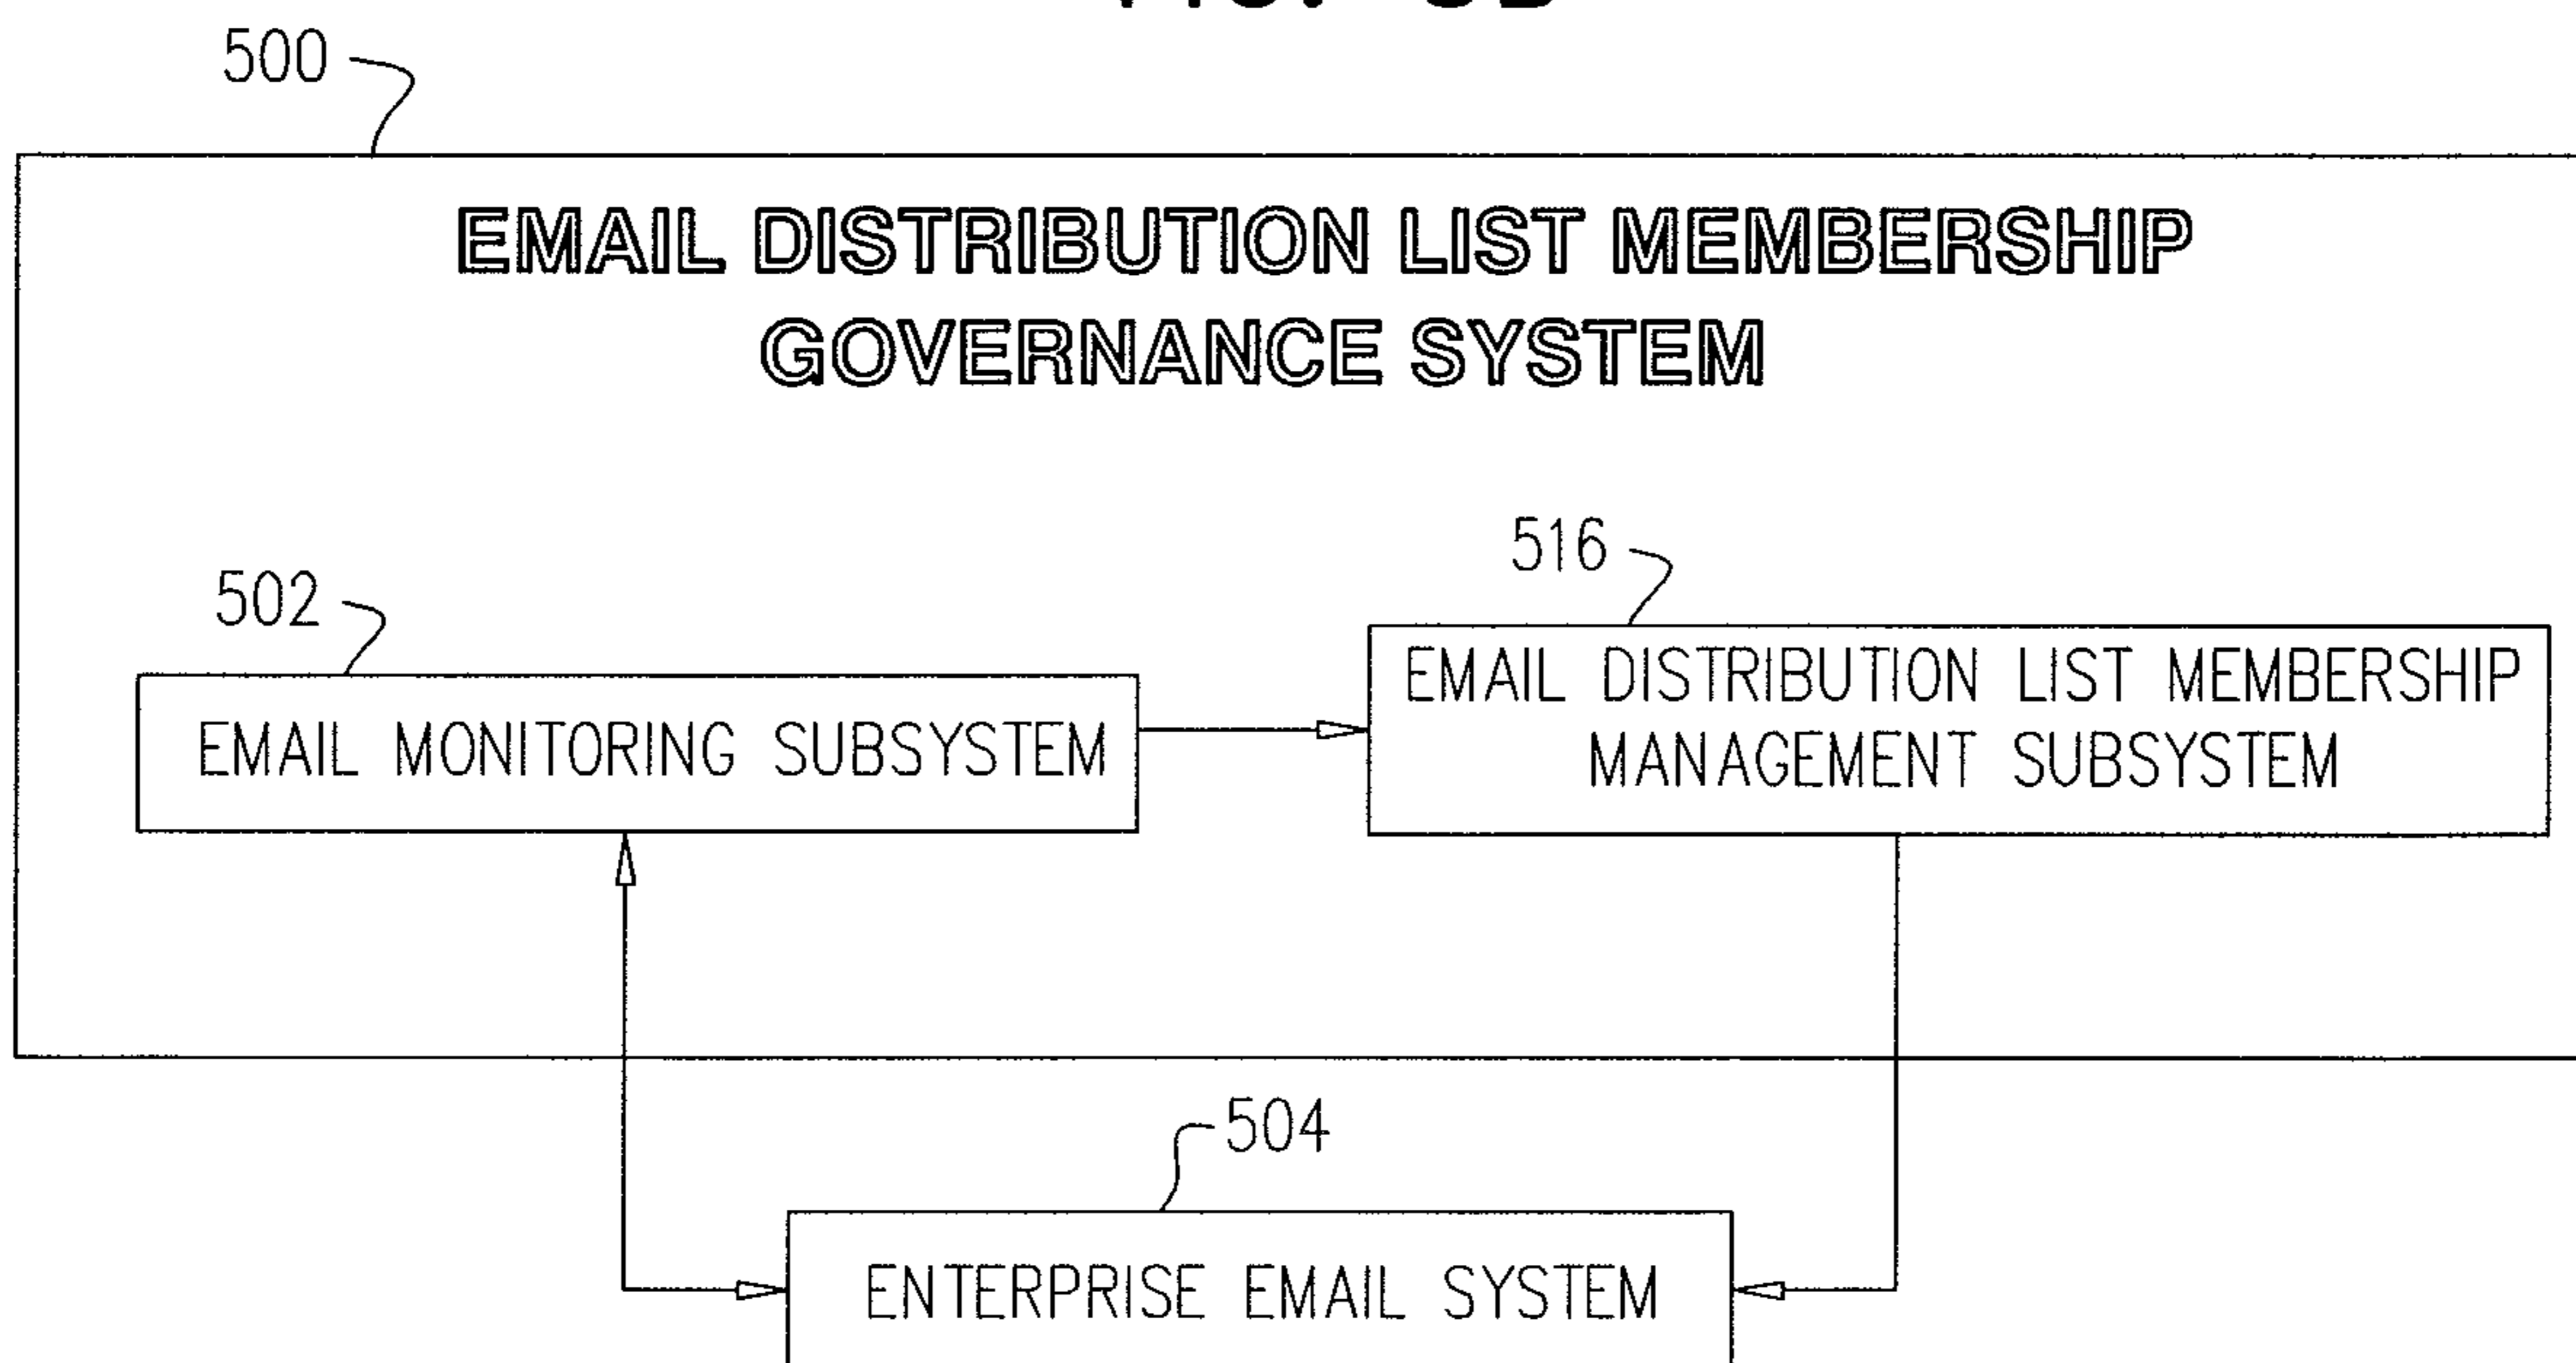 500
EMAIL DISTRIBUTION LIST MEMBERSHIP
GOVERNANCE SYSTEM
516
502
EMAIL DISTRIBUTION LIST MEMBERSHIP
MANAGEMENT SUBSYSTEM
EMAIL MONITORING SUBSYSTEM
504
ENTERPRISE EMAIL SYSTEM